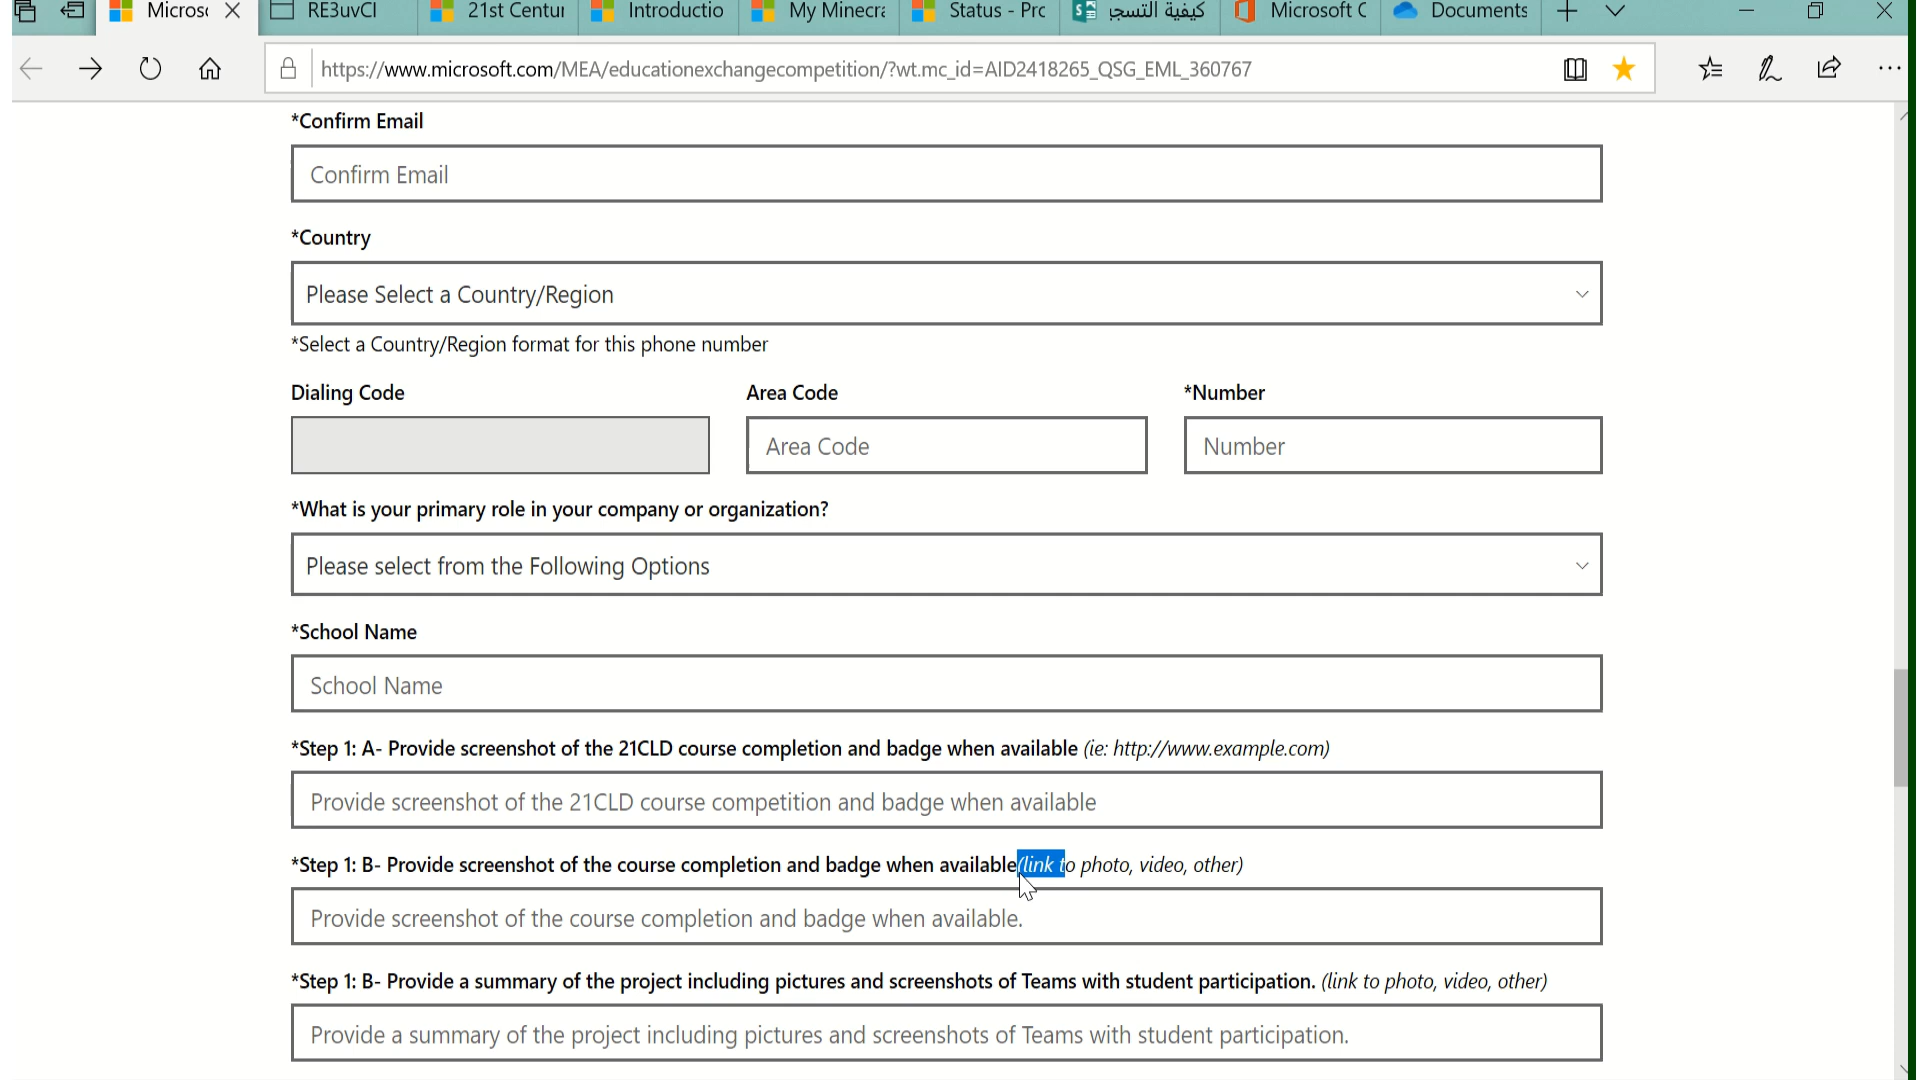 Micros
RE3uvCl
21st Centur
Introductio
My Minecra
Status - Prc
كيفية التسجي
Microsoft C
Documents
https://www.microsoft.com/MEA/educationexchangecompetition/?wt.mc_id=AID2418265_QSG_EML_360767
*Confirm Email
Confirm Email
*Country
Please Select a Country/Region
*Select a Country/Region format for this phone number
Dialing Code
Area Code
*Number
Area Code
Number
*What is your primary role in your company or organization?
Please select from the Following Options
*School Name
School Name
*Step 1: A- Provide screenshot of the 21CLD course completion and badge when available (ie: http://www.example.com)
Provide screenshot of the 21CLD course competition and badge when available
*Step 1: B- Provide screenshot of the course completion and badge when available(link to photo, video, other)
Provide screenshot of the course completion and badge when available.
*Step 1: B- Provide a summary of the project including pictures and screenshots of Teams with student participation. (link to photo, video, other)
Provide a summary of the project including pictures and screenshots of Teams with student participation.